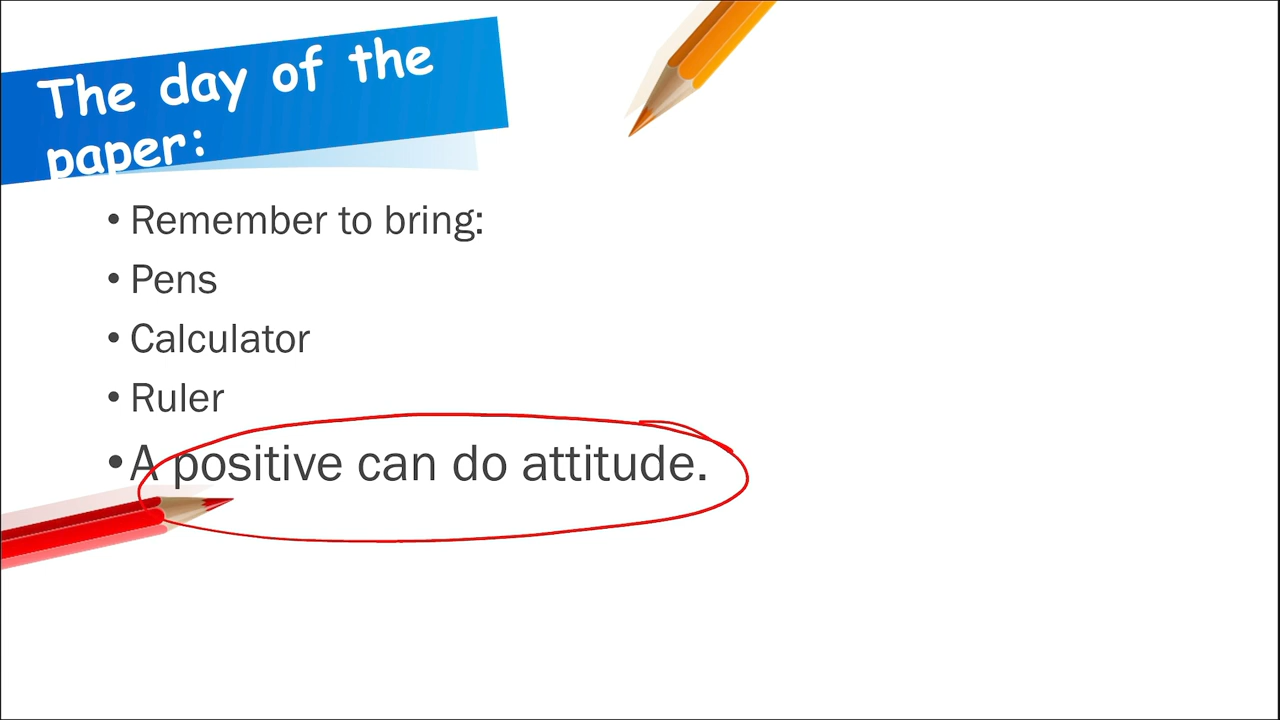 The day of the
paper:
• Remember to bring:
• Pens
• Calculator
• Ruler
• A positive can do attitude.